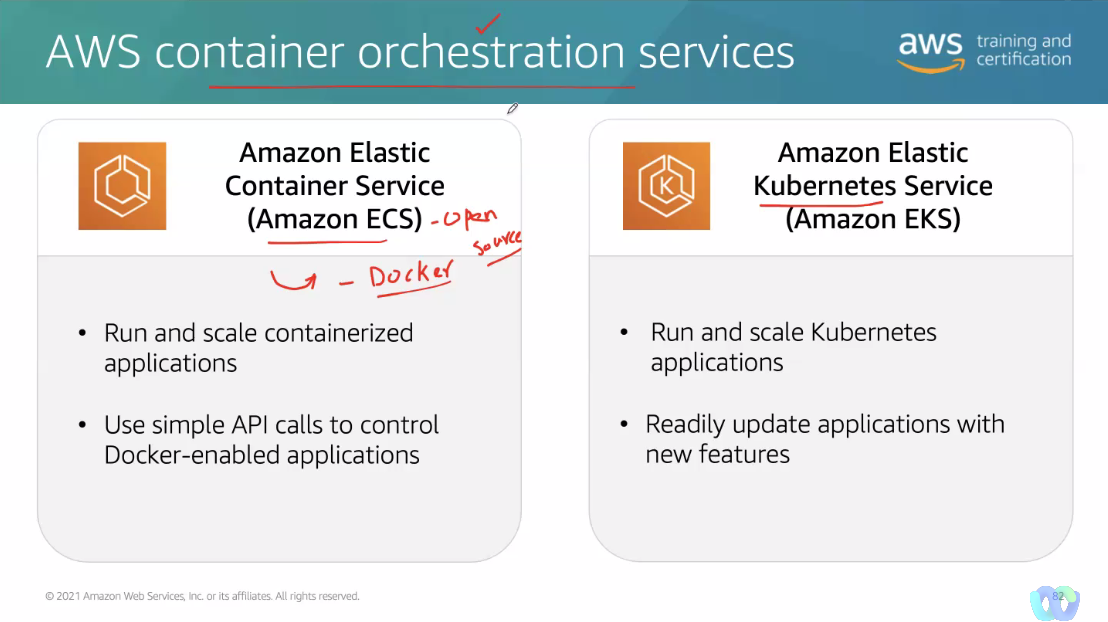 AWS container orchestration services
aws training and
certification
Amazon Elastic
Container Service
(Amazon ECS)
- open
source
- Docker
• Run and scale containerized
applications
• Use simple API calls to control
Docker-enabled applications
K
Amazon Elastic
Kubernetes Service
(Amazon EKS)
• Run and scale Kubernetes
applications
• Readily update applications with
new features
© 2021 Amazon Web Services, Inc. or its affiliates. All rights reserved.
82